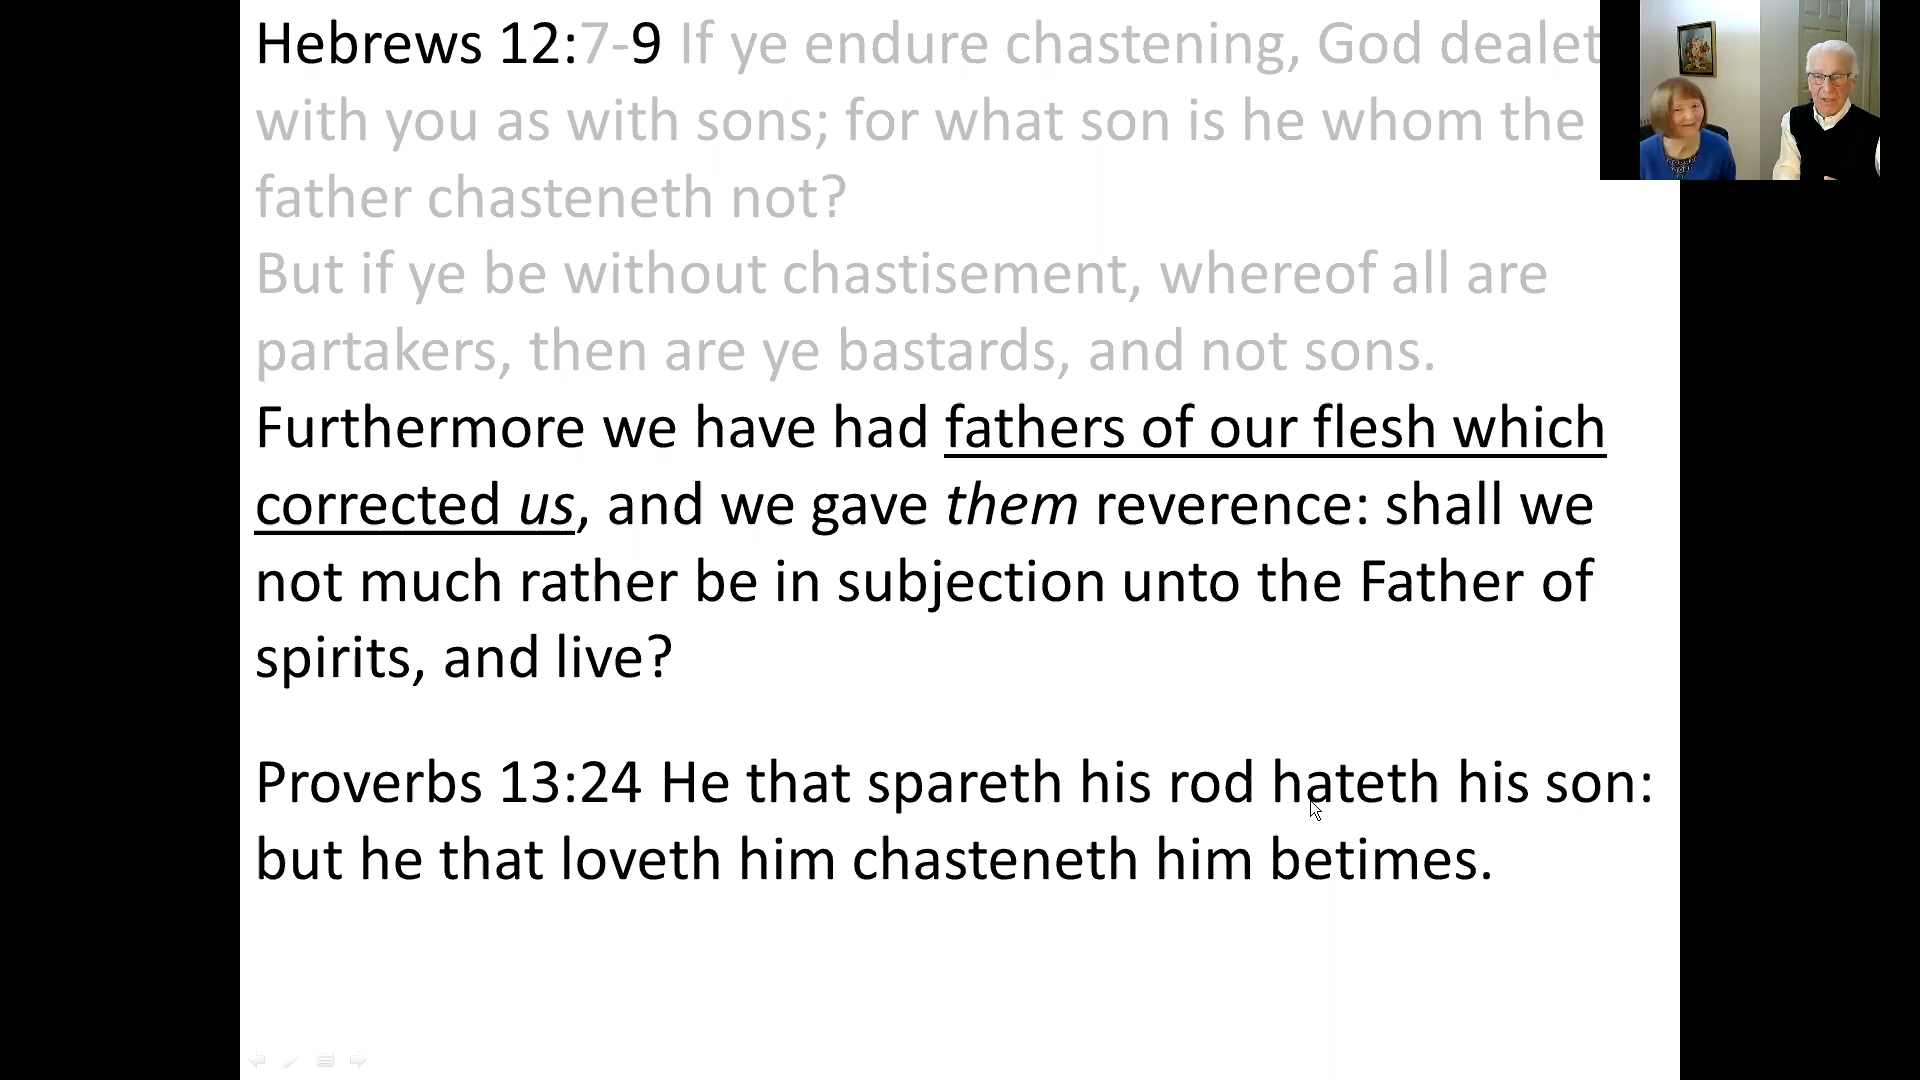 Hebrews 12:7-9 If ye endure chastening, God dealet
with you as with sons; for what son is he whom the
father chasteneth not?
But if ye be without chastisement, whereof all are
partakers, then are ye bastards, and not sons.
Furthermore we have had fathers of our flesh which
corrected us, and we gave them reverence: shall we
not much rather be in subjection unto the Father of
spirits, and live?
Proverbs 13:24 He that spareth his rod hateth his son:
but he that loveth him chasteneth him betimes.